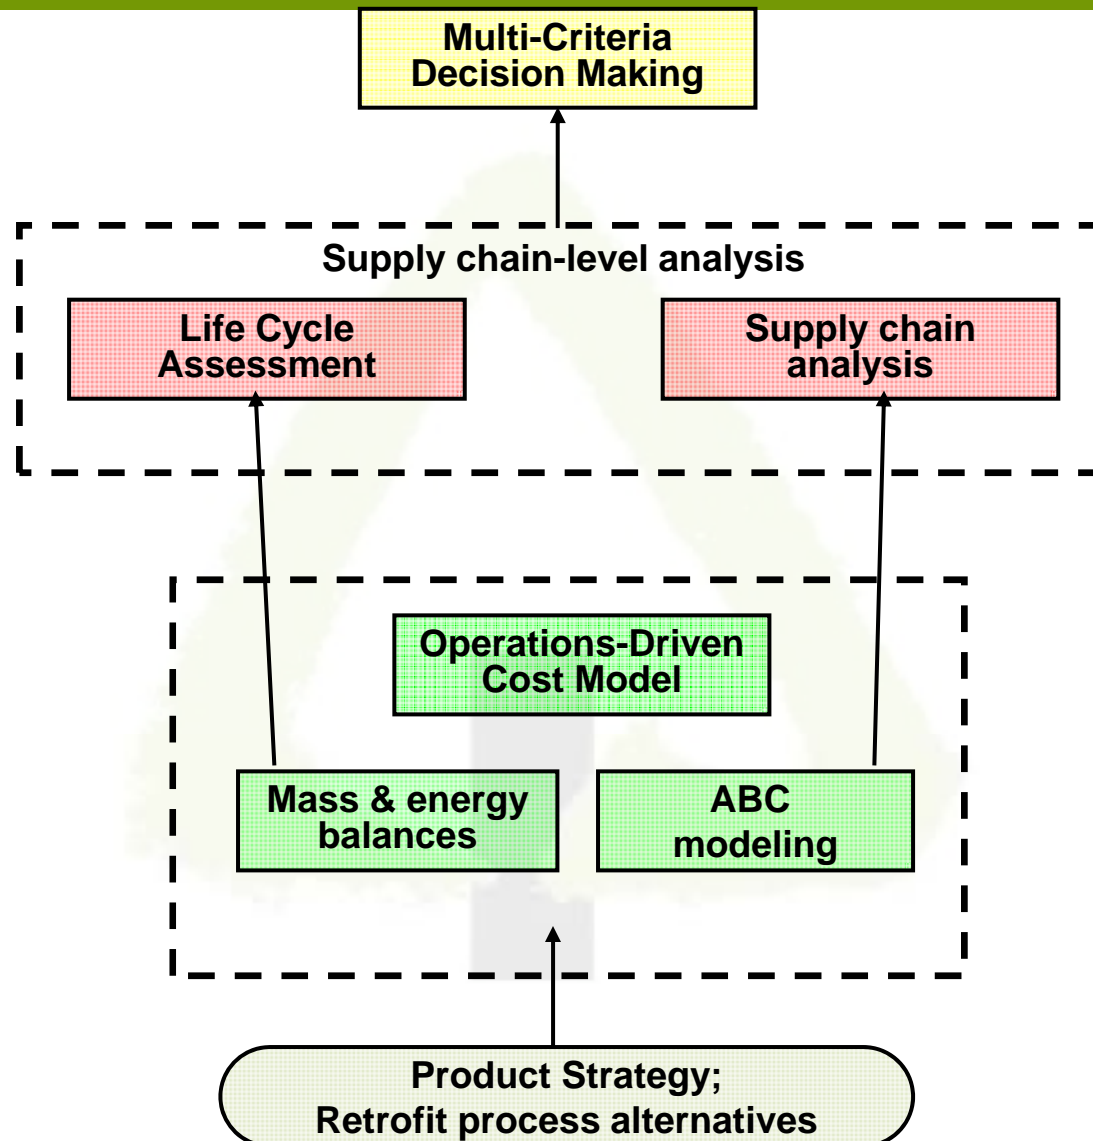 Multi-Criteria
Decision Making
Supply chain-level analysis
Life Cycle
Assessment
Supply chain
analysis
Operations-Driven
Cost Model
Mass & energy
balances
ABC
modeling
Product Strategy;
Retrofit process alternatives